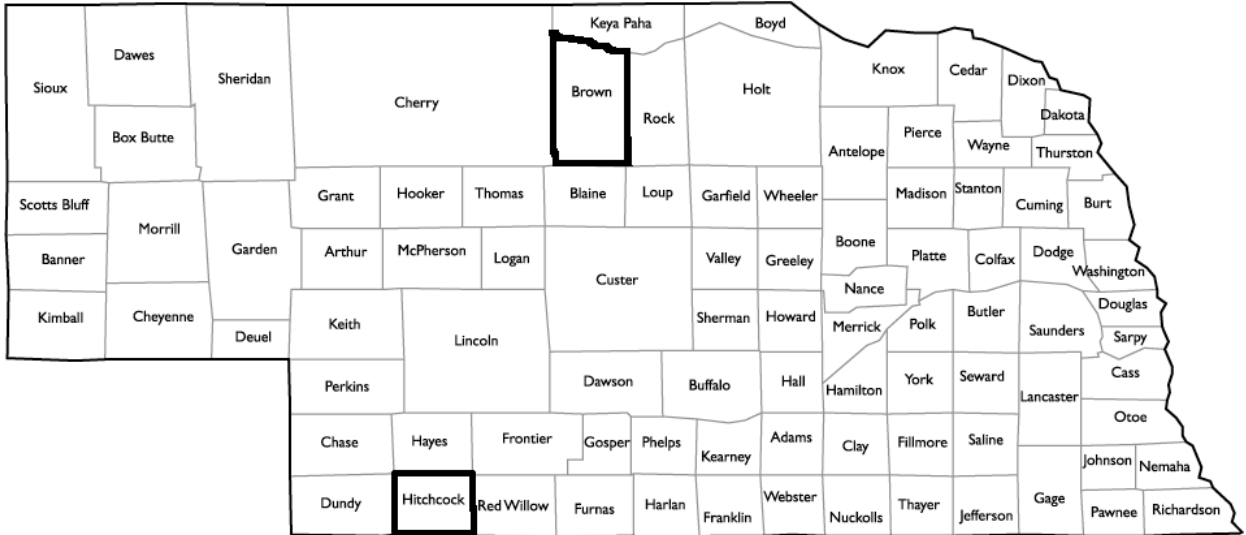 Keya Paha
Boyd
Dawes
Sioux
Sheridan
Cherry
Brown
Rock
Holt
Knox
Cedar
Dixon
Dakota
Box Butte
Antelope
Pierce
Wayne
Thurston
Scotts Bluff
Morrill
Garden
Grant
Hooker
Thomas
Blaine
Loup
Garfield
Wheeler
Madison
Stanton
Cuming
Burt
Banner
Arthur
McPherson
Logan
Custer
Valley
Greeley
Boone
Platte
Colfax
Dodge
Washington
Nance
Kimball
Cheyenne
Deuel
Keith
Lincoln
Sherman
Howard
Merrick
Polk
Butler
Saunders
Douglas
Sarpy
Perkins
Dawson
Buffalo
Hall
Hamilton
York
Seward
Lancaster
Cass
Otoe
Chase
Hayes
Frontier
Gosper
Phelps
Kearney
Adams
Clay
Fillmore
Saline
Johnson
Nemaha
Dundy
Hitchcock
Red Willow
Furnas
Harlan
Franklin
Webster
Nuckolls
Thayer
Jefferson
Gage
Pawnee
Richardson